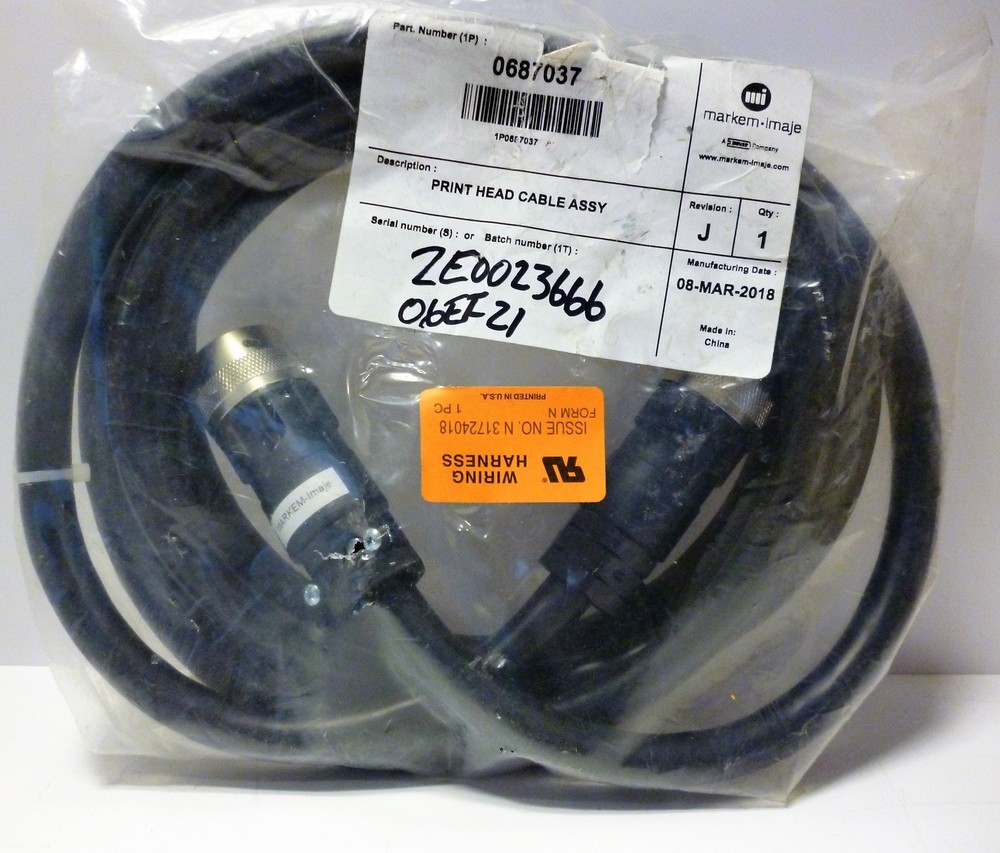 Part. Number (1P) :
0687037
1P0687037
markem-imaje
A DOVER Company
www.markem-imaje.com
Description :
PRINT HEAD CABLE ASSY
Revision :
J
Qty :
1
Serial number (S) : or Batch number (1T) :
2E0023666
Manufacturing Date :
08-MAR-2018
Made in:
China
WIRING
HARNESS
ISSUE NO. N 31724018
FORM N
1 PC
PRINTED IN U.S.A.
MARKEM-imaje